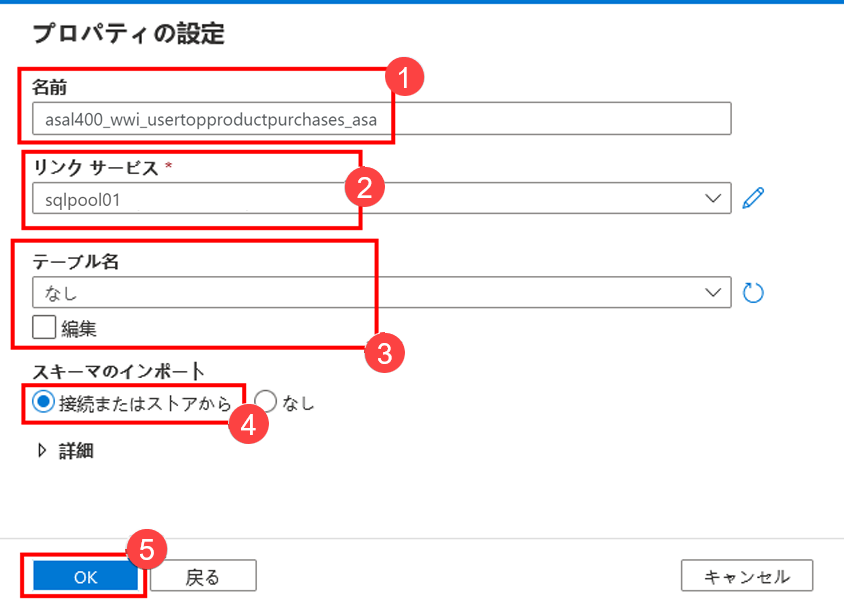 プロパティの設定
名前
1
asal400_wwi_usertopproductpurchases_asa
リンク サービス *
2
sqlpool01
テーブル名
なし
編集
3
スキーマのインポート
接続またはストアから
なし
4
詳細
5
OK
戻る
キャンセル